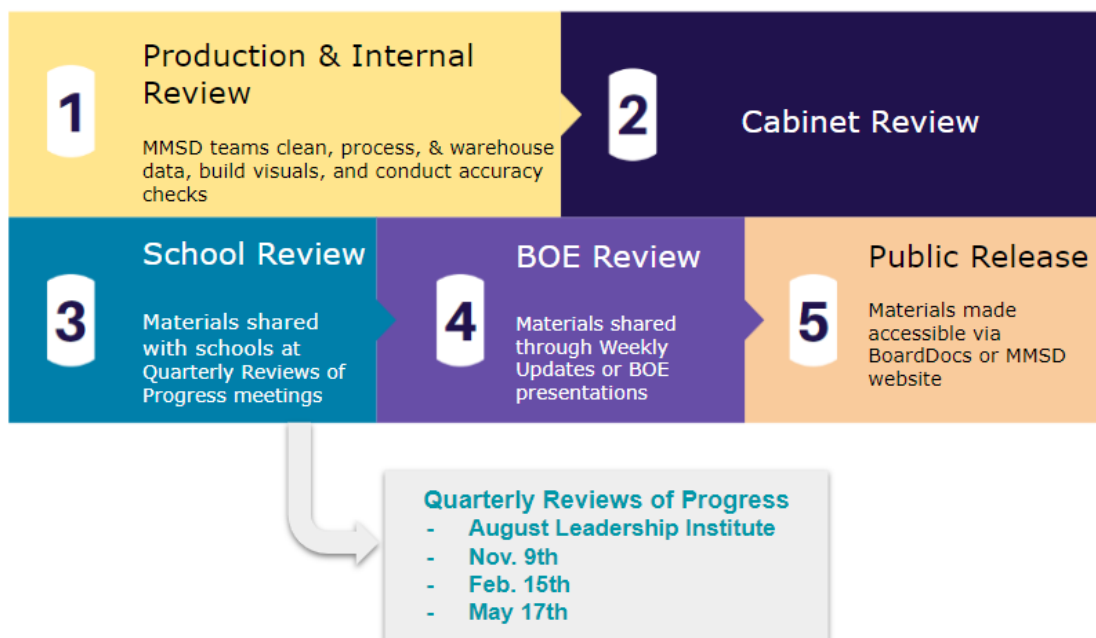 1
Production & Internal
Review
MMSD teams clean, process, & warehouse
data, build visuals, and conduct accuracy
checks
2
Cabinet Review
3
School Review
Materials shared
with schools at
Quarterly Reviews of
Progress meetings
4
BOE Review
Materials shared
through Weekly
Updates or BOE
presentations
5
Public Release
Materials made
accessible via
BoardDocs or MMSD
website
Quarterly Reviews of Progress
- August Leadership Institute
- Nov. 9th
- Feb. 15th
- May 17th